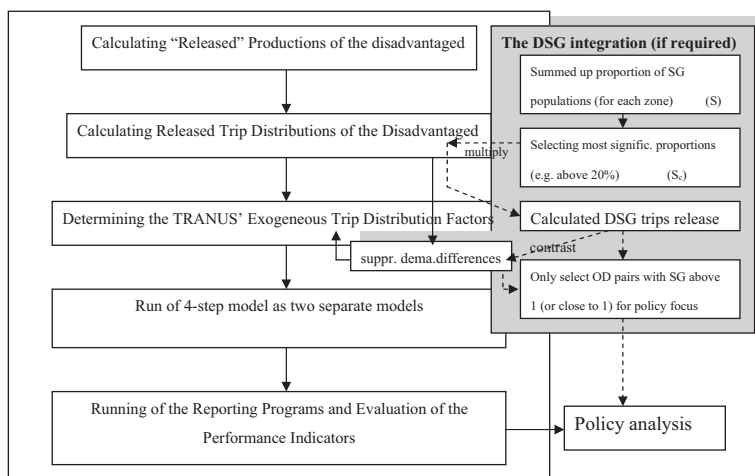 Calculating “Released” Productions of the disadvantaged
Calculating Released Trip Distributions of the Disadvantaged
Determining the TRANUS’ Exogeneous Trip Distribution Factors
suppr. dema.differences
Run of 4-step model as two separate models
Running of the Reporting Programs and Evaluation of the
Performance Indicators
The DSG integration (if required)
Summed up proportion of SG
populations (for each zone) (S)
Selecting most signific. proportions
(e.g. above 20%) (Sc)
multiply
Calculated DSG trips release
contrast
Only select OD pairs with SG above
1 (or close to 1) for policy focus
Policy analysis